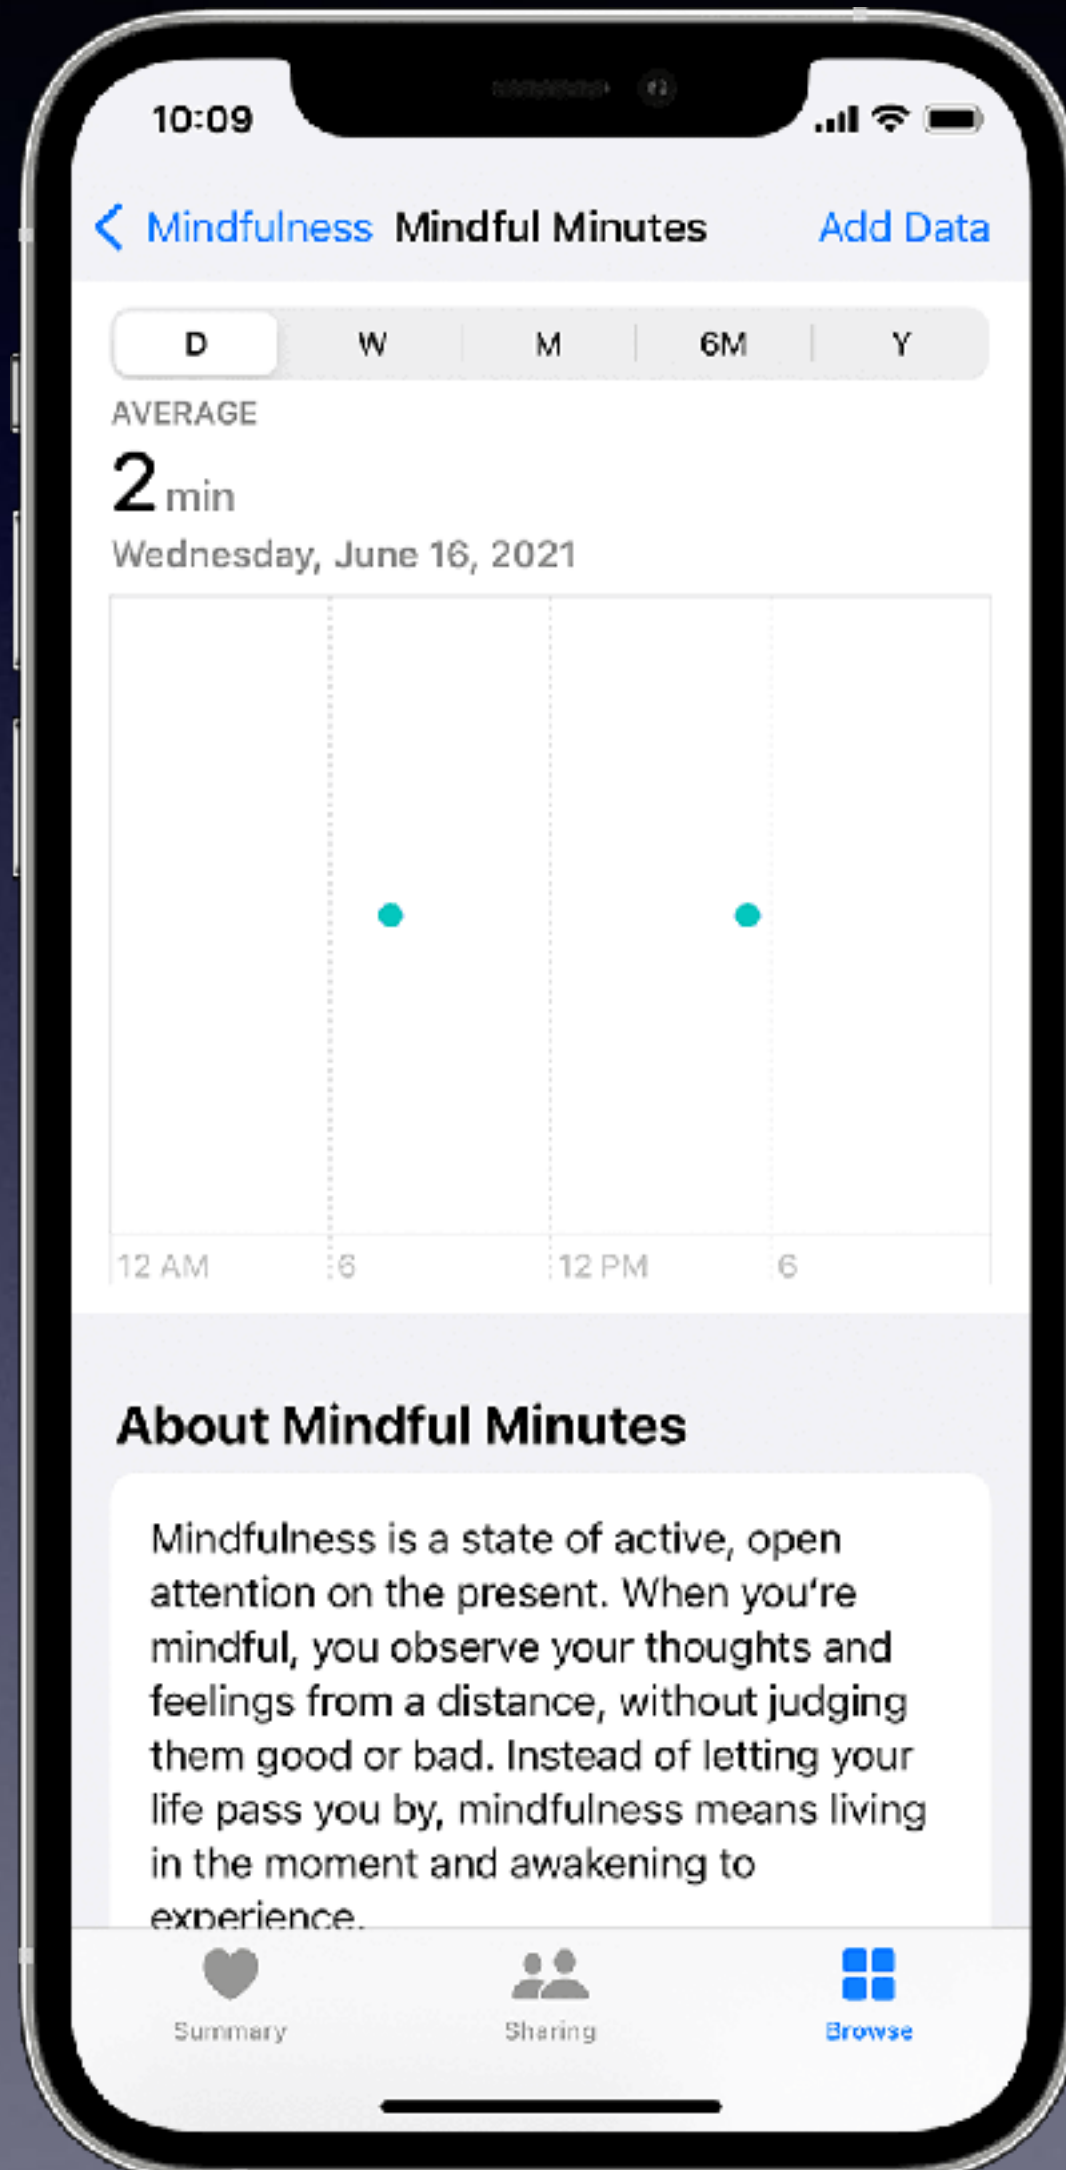 10:09
Mindfulness Mindful Minutes Add Data
D W M 6M Y
AVERAGE
2 min
Wednesday, June 16, 2021
12 AM 6 12 PM 6
About Mindful Minutes
Mindfulness is a state of active, open
attention on the present. When you're
mindful, you observe your thoughts and
feelings from a distance, without judging
them good or bad. Instead of letting your
life pass you by, mindfulness means living
in the moment and awakening to
experience.
Summary Sharing Browse